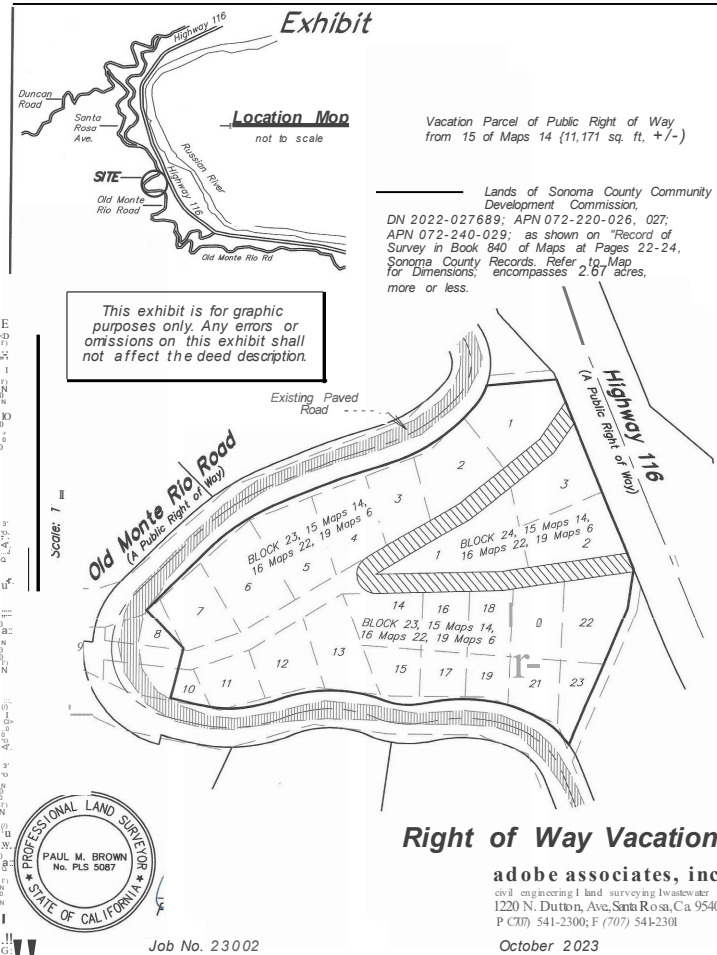 Exhibit
Highway 116
Duncan
Road
Santa
Rosa
Ave.
Location Mop
not to scale
Russian River
SITE
Highway 116
Old Monte
Rio Road
Old Monte Rio Rd
Vacation Parcel of Public Right of Way
from 15 of Maps 14 {11,171 sq. ft, +/-)
Lands of Sonoma County Community
Development Commission,
DN 2022-027689; APN 072-220-026, 027;
APN 072-240-029; as shown on "Record of
Survey in Book 840 of Maps at Pages 22-24,
Sonoma County Records. Refer to Map
for Dimensions; encompasses 2.67 acres,
more or less.
This exhibit is for graphic
purposes only. Any errors or
omissions on this exhibit shall
not affect the deed description.
Existing Paved
Road
Old Monte Rio Road
(A Public Right of Way)
Highway 116
(A Public Right of Way)
Scale: 1
1
2
3
3
BLOCK 23, 15 Maps 14,
16 Maps 22, 19 Maps 6
4
5
6
7
8
9
1
BLOCK 24, 15 Maps 14,
16 Maps 22, 19 Maps 6
2
14 16 18 0 22
BLOCK 23, 15 Maps 14,
16 Maps 22, 19 Maps 6
10 11 12 13 15 17 19 21 23
r-
PROFESSIONAL LAND SURVEYOR
PAUL M. BROWN
No. PLS 5087
STATE OF CALIFORNIA
Right of Way Vacation
adobe associates, inc
civil engineering I land surveying Iwastewater
1220 N. Dutton, Ave, Santa Rosa, Ca. 9540
P C707) 541-2300; F (707) 541-2301
Job No. 23002
October 2023